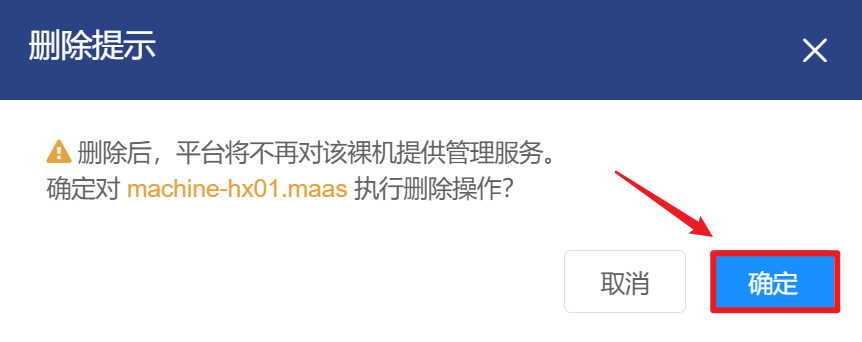 删除提示
删除后，平台将不再对该裸机提供管理服务。
确定对 machine-hx01.maas 执行删除操作？
取消
确定